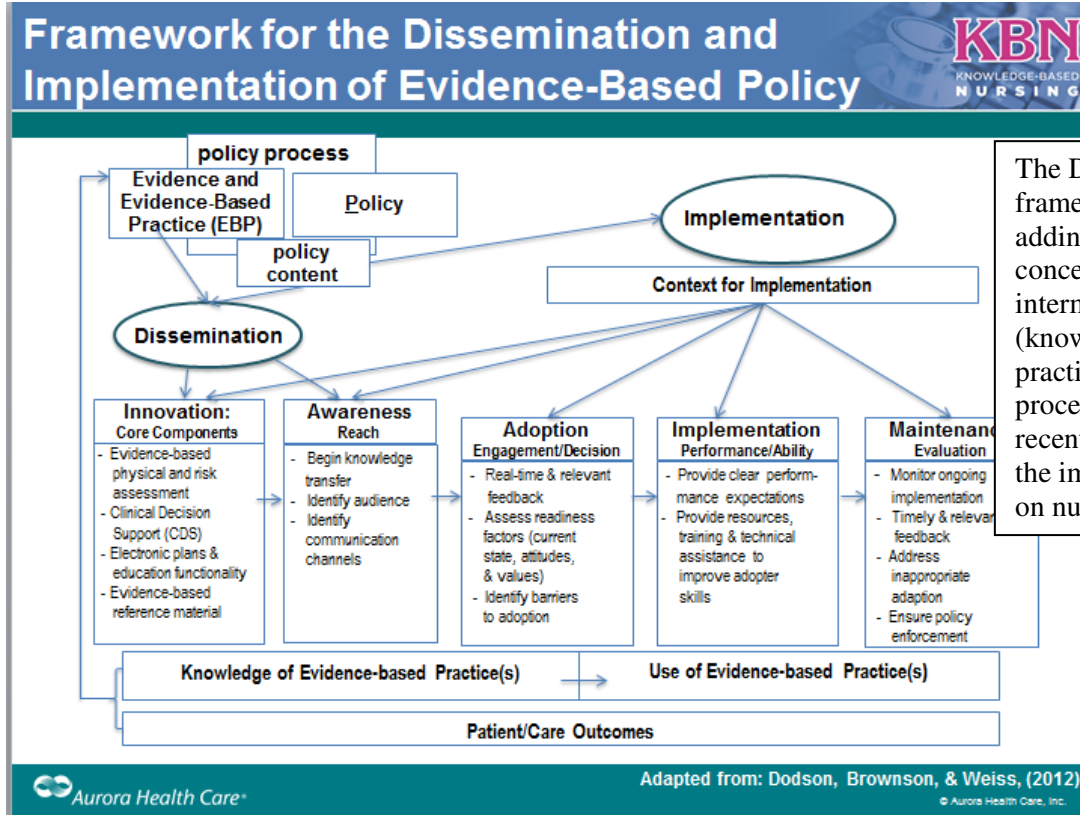 Framework for the Dissemination and
Implementation of Evidence-Based Policy
KBN
KNOWLEDGE-BASED
NURSING
policy process
Evidence and
Evidence-Based
Practice (EBP)
Policy
policy
content
Implementation
Context for Implementation
Dissemination
The D
frame
addin
conce
intern
(know
practi
proce
recent
the im
on nu
Innovation:
Core Components
- Evidence-based
physical and risk
assessment
- Clinical Decision
Support (CDS)
- Electronic plans &
education functionality
- Evidence-based
reference material
Awareness
Reach
- Begin knowledge
transfer
- Identify audience
- Identify
communication
channels
Adoption
Engagement/Decision
- Real-time & relevant
feedback
- Assess readiness
factors (current
state, attitudes,
& values)
- Identify barriers
to adoption
Implementation
Performance/Ability
- Provide clear perform-
mance expectations
- Provide resources,
training & technical
assistance to
improve adopter
skills
Maintenanc
Evaluation
- Monitor ongoing
implementation
- Timely & relevan
feedback
- Address
inappropriate
adaption
- Ensure policy
enforcement
Knowledge of Evidence-based Practice(s)
Use of Evidence-based Practice(s)
Patient/Care Outcomes
Aurora Health Care
Adapted from: Dodson, Brownson, & Weiss, (2012)
© Aurora Health Care, Inc.